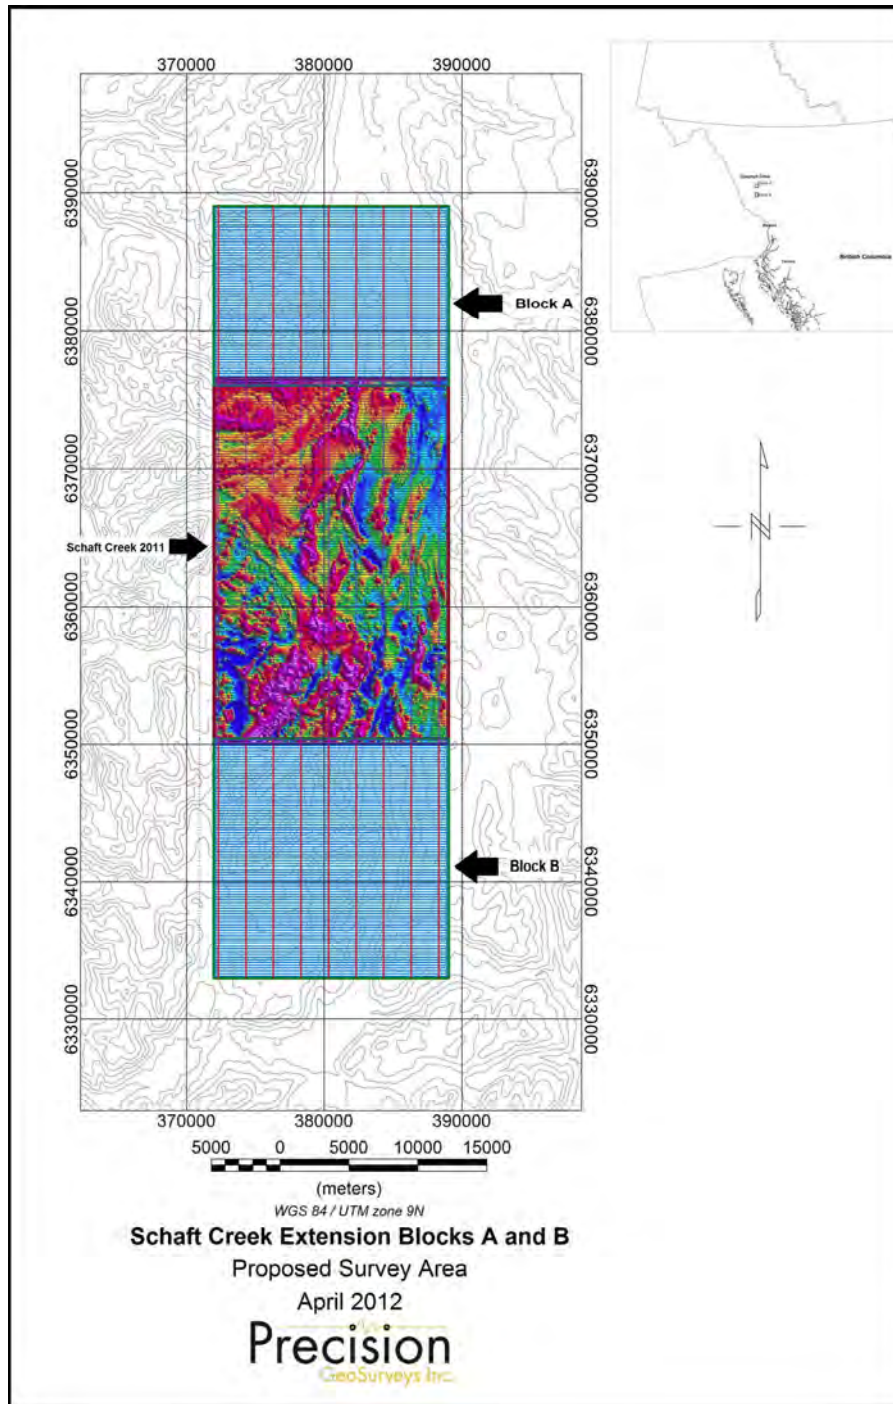 370000 380000 390000
6390000 6390000
British Columbia
Block A
6380000 6380000
6370000 6370000
Schaft Creek 2011
6360000 6360000
6350000 6350000
Block B
6340000 6340000
6330000 6330000
370000 380000 390000
5000 0 5000 10000 15000
(meters)
WGS 84 / UTM zone 9N
Schaft Creek Extension Blocks A and B
Proposed Survey Area
April 2012
Precision
GeoSurveys Inc.